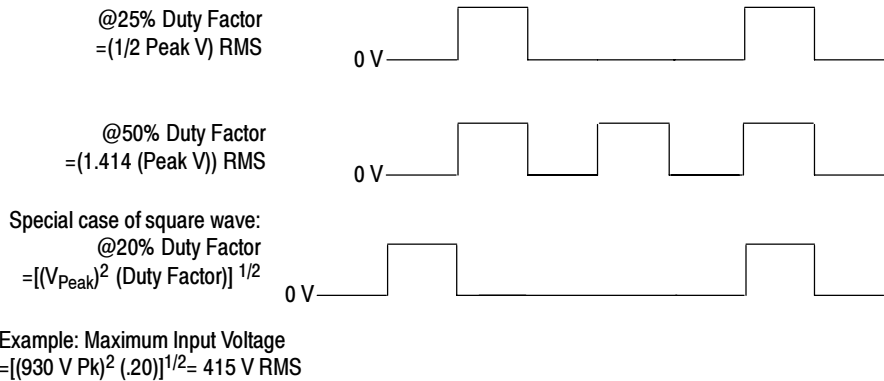 @25% Duty Factor
=(1/2 Peak V) RMS
0 V
@50% Duty Factor
=(1.414 (Peak V)) RMS
0 V
Special case of square wave:
@20% Duty Factor
=[(V_Peak)² (Duty Factor)] ¹/²
0 V
Example: Maximum Input Voltage
=[(930 V Pk)² (.20)]¹/²= 415 V RMS